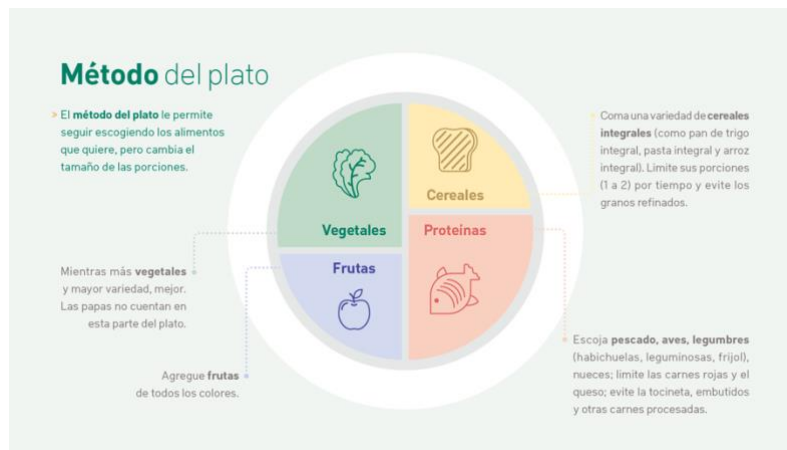 Método del plato
> El método del plato le permite
seguir escogiendo los alimentos
que quiere, pero cambia el
tamaño de las porciones.
Vegetales
Cereales
Frutas
Proteínas
Coma una variedad de cereales
integrales (como pan de trigo
integral, pasta integral y arroz
integral). Limite sus porciones
(1 a 2) por tiempo y evite los
granos refinados.
Mientras más vegetales
y mayor variedad, mejor.
Las papas no cuentan en
esta parte del plato.
Agregue frutas
de todos los colores.
Escoja pescado, aves, legumbres
(habichuelas, leguminosas, frijol),
nueces; limite las carnes rojas y el
queso; evite la tocineta, embutidos
y otras carnes procesadas.